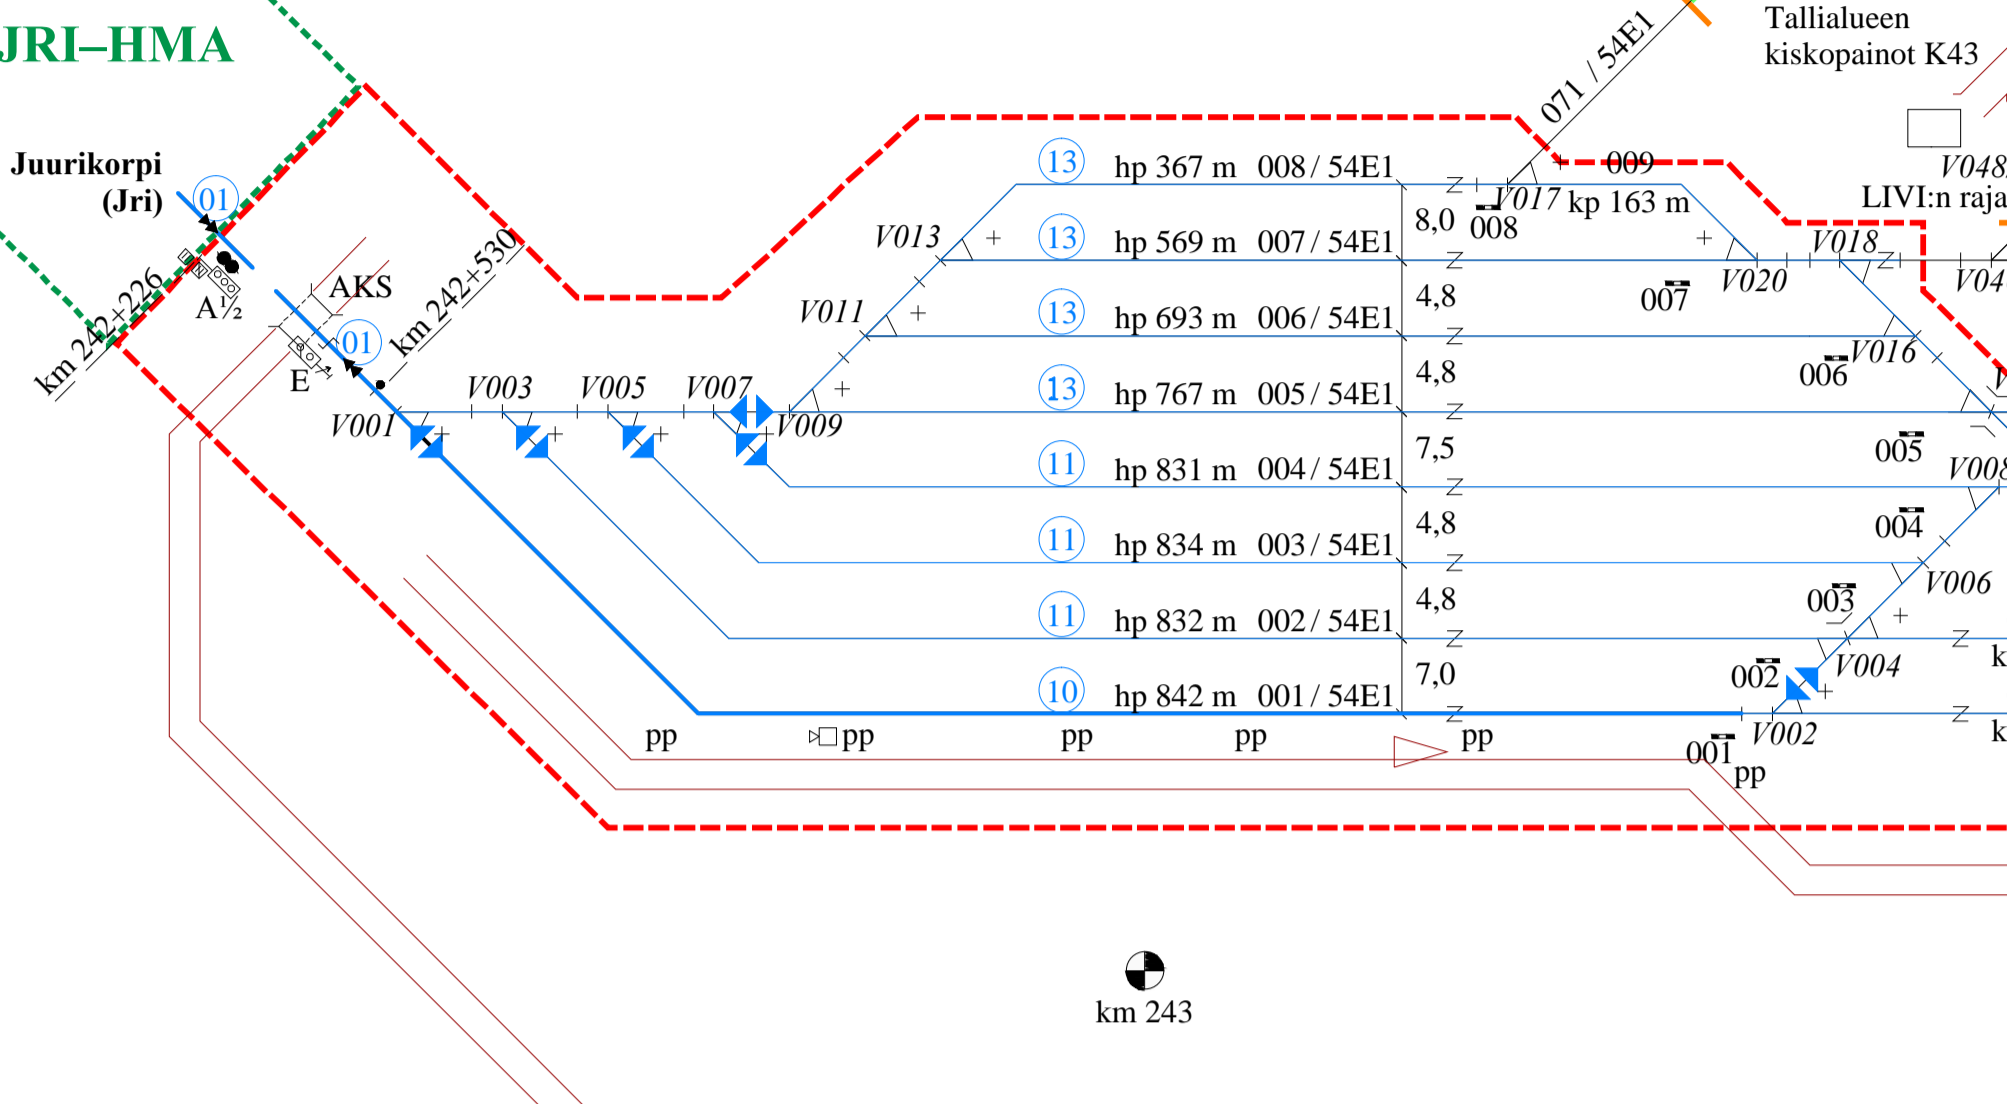 JRI–HMA
Tallialueen
kiskopainot K43
071 / 54E1
Juurikorpi
(Jri)
01
13 hp 367 m 008 / 54E1
009
V048
V017 kp 163 m
LIVI:n raja
8,0
008
V013
13 hp 569 m 007 / 54E1
V018
km 242+226
A½
AKS
km 242+530
V020
V04
4,8
007
V011
13 hp 693 m 006 / 54E1
01
V016
E
4,8
006
V003
V005
V007
13 hp 767 m 005 / 54E1
V001
V009
7,5
005
11 hp 831 m 004 / 54E1
V008
4,8
004
11 hp 834 m 003 / 54E1
V006
4,8
003
11 hp 832 m 002 / 54E1
V004
k
7,0
002
10 hp 842 m 001 / 54E1
V002
k
pp
pp
pp
pp
pp
001
pp
km 243